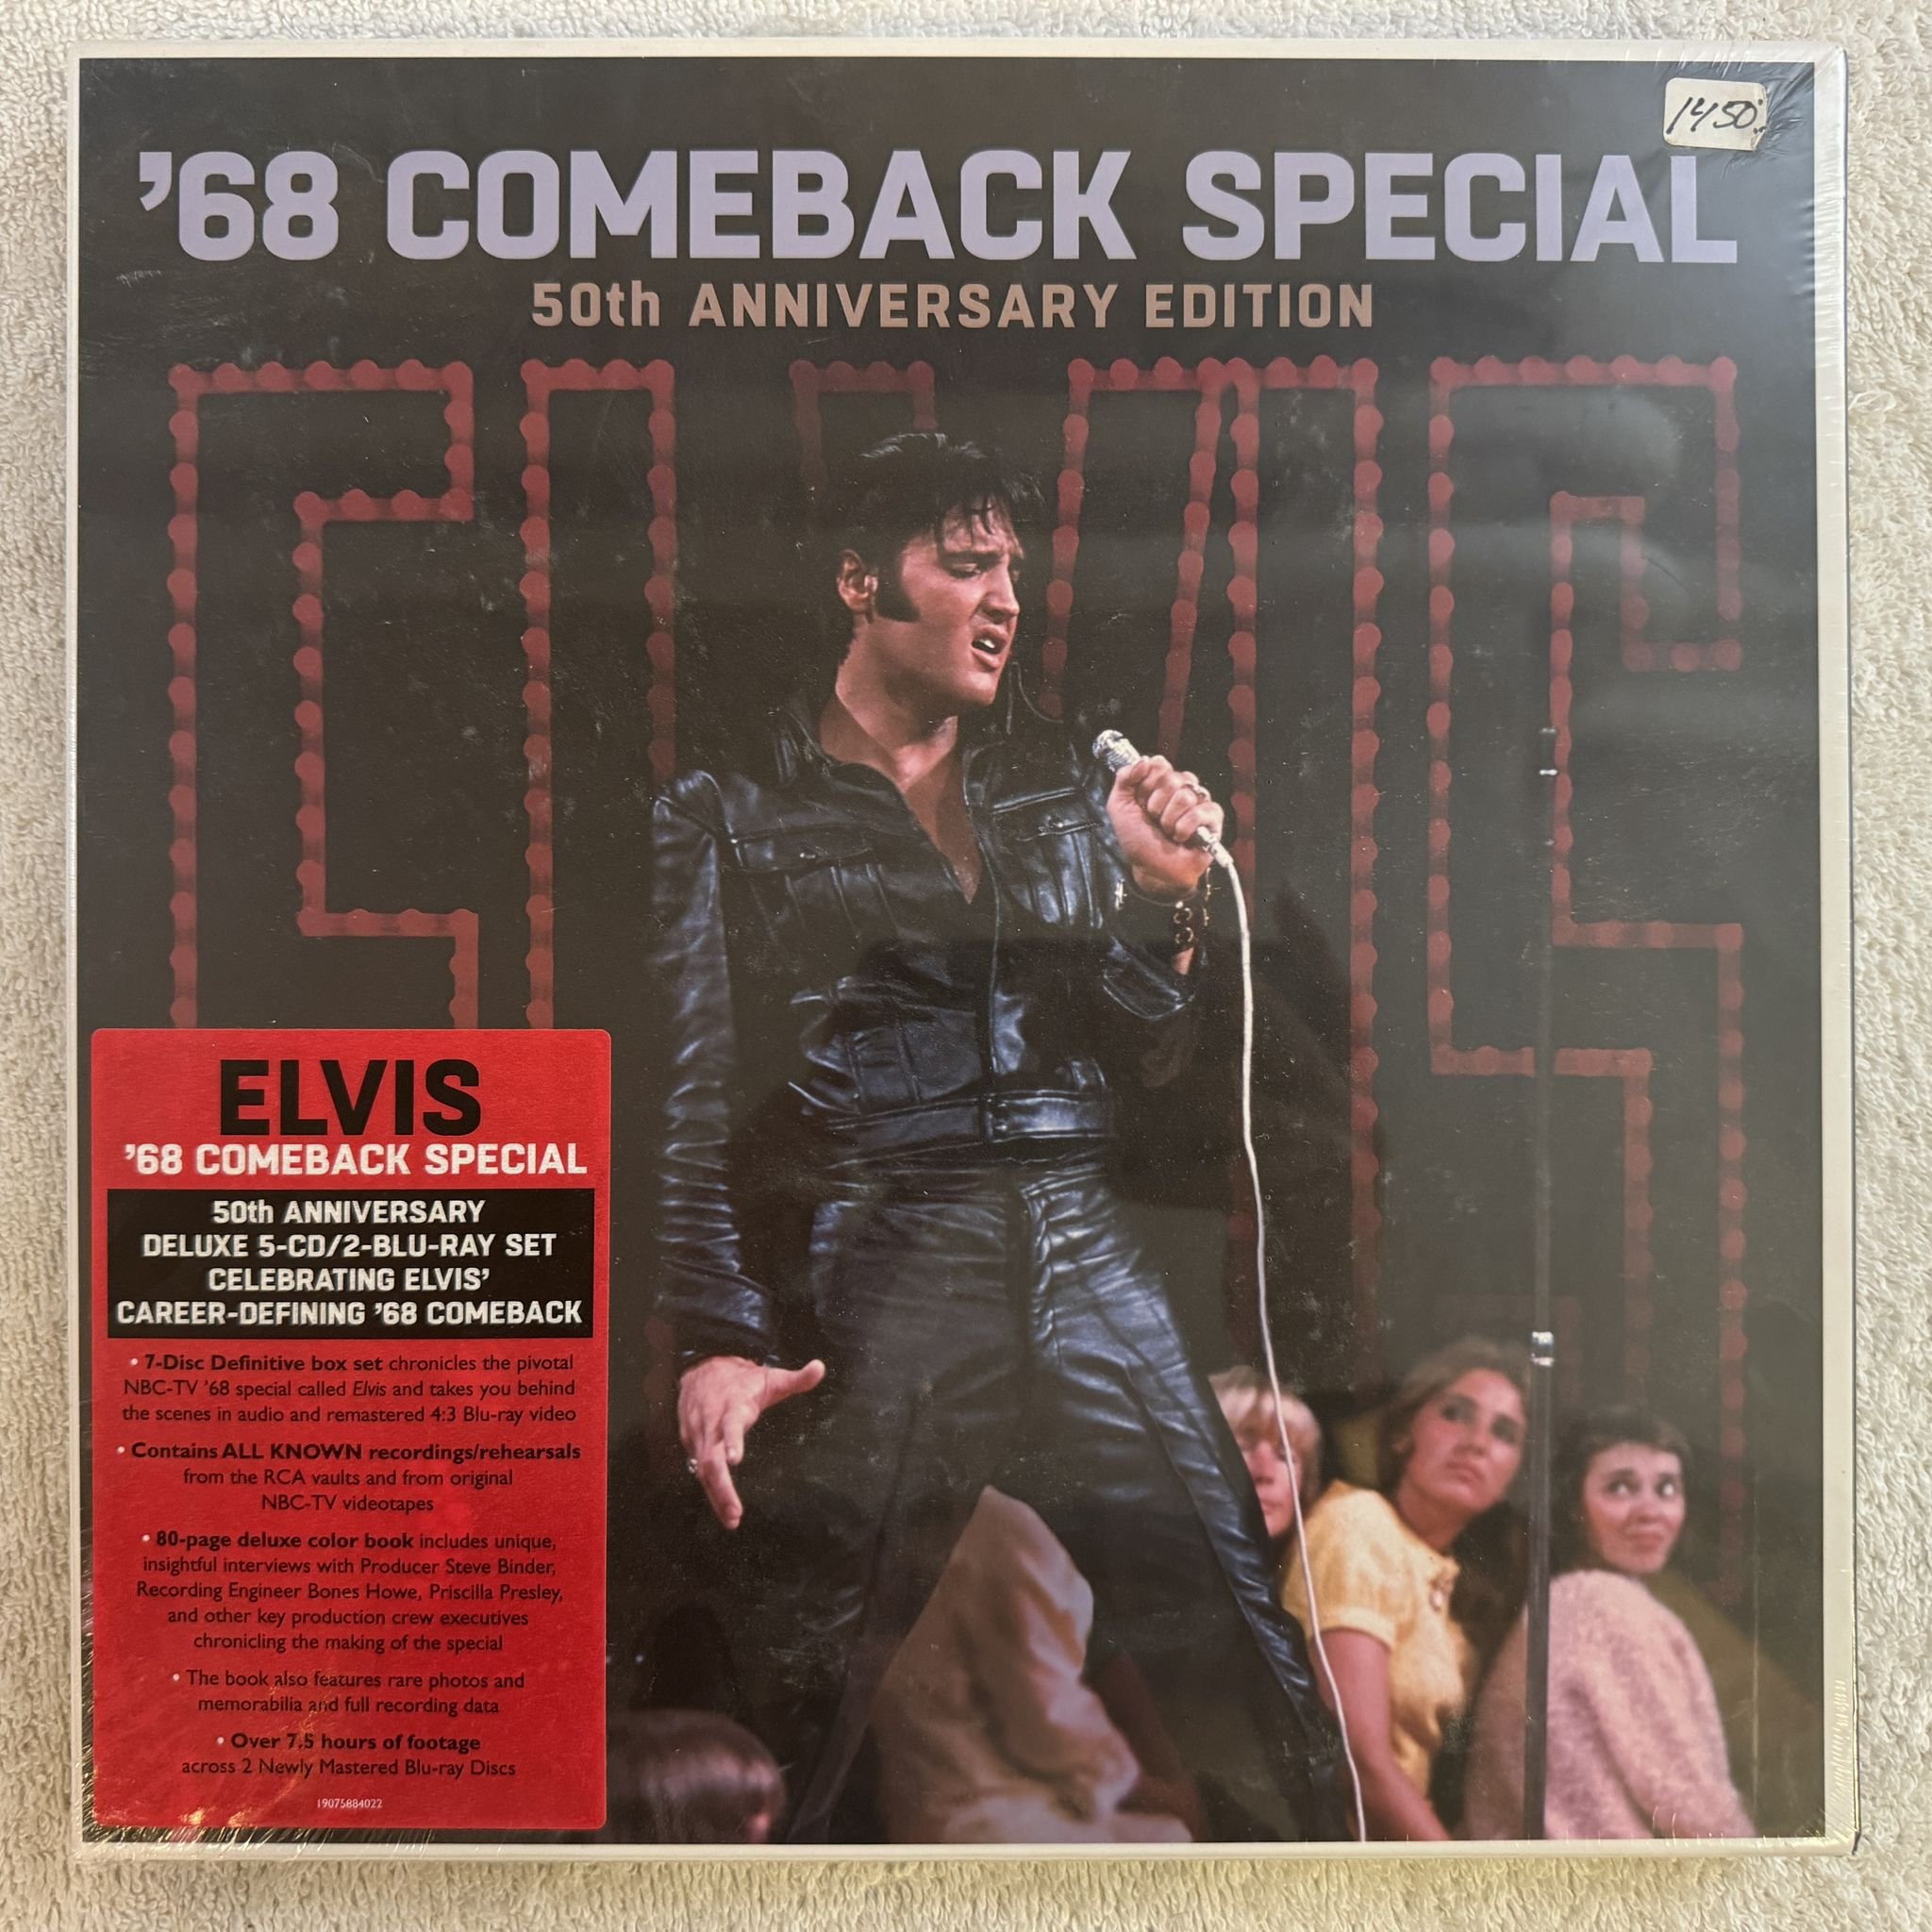 1450.
'68 COMEBACK SPECIAL
50th ANNIVERSARY EDITION
ELVIS
ELVIS
'68 COMEBACK SPECIAL
50th ANNIVERSARY
DELUXE 5-CD/2-BLU-RAY SET
CELEBRATING ELVIS'
CAREER-DEFINING '68 COMEBACK
• 7-Disc Definitive box set chronicles the pivotal
NBC-TV '68 special called Elvis and takes you behind
the scenes in audio and remastered 4:3 Blu-ray video
• Contains ALL KNOWN recordings/rehearsals
from the RCA vaults and from original
NBC-TV videotapes
• 80-page deluxe color book includes unique,
insightful interviews with Producer Steve Binder,
Recording Engineer Bones Howe, Priscilla Presley,
and other key production crew executives
chronicling the making of the special
• The book also features rare photos and
memorabilia and full recording data
• Over 7.5 hours of footage
across 2 Newly Mastered Blu-ray Discs
19075884022